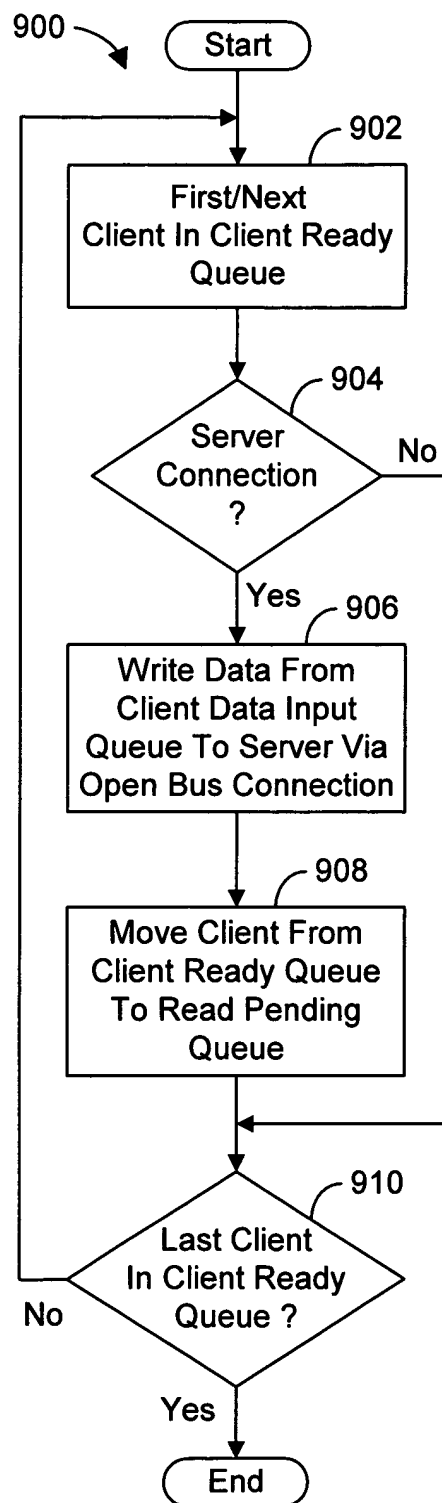 900
Start
902
First/Next
Client In Client Ready
Queue
904
Server
Connection
?
No
Yes
906
Write Data From
Client Data Input
Queue To Server Via
Open Bus Connection
908
Move Client From
Client Ready Queue
To Read Pending
Queue
910
Last Client
In Client Ready
Queue ?
No
Yes
End